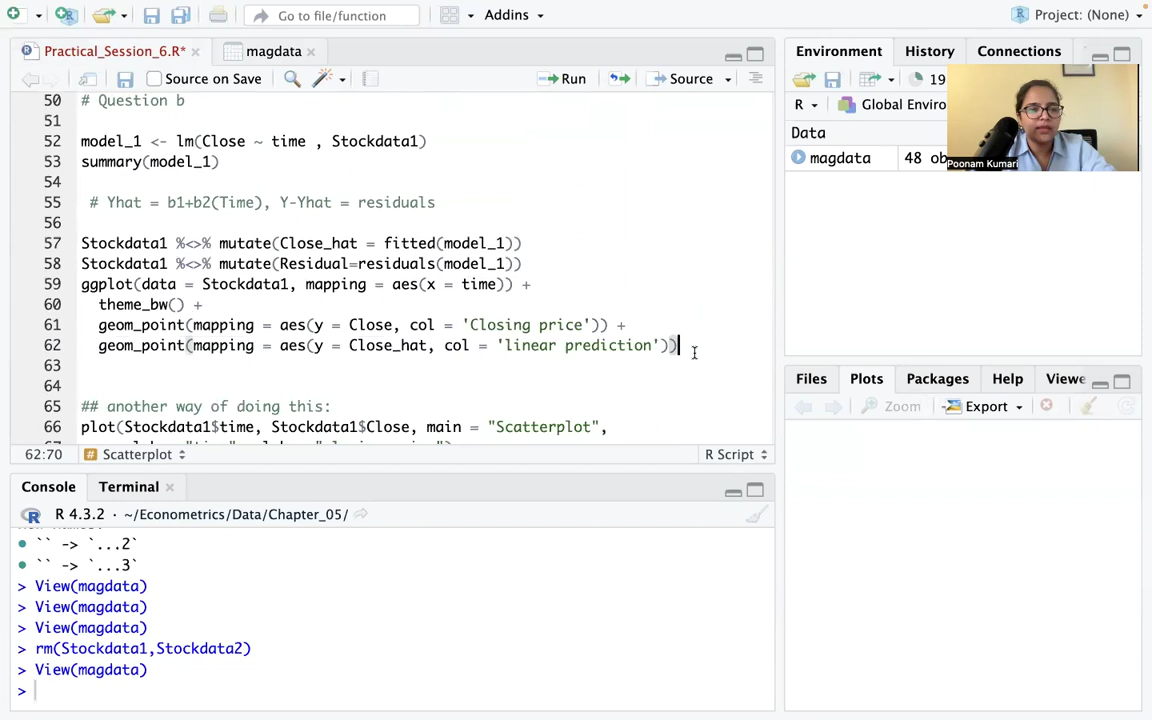 Go to file/function
Addins
Project: (None)
Practical_Session_6.R*
magdata
Source on Save
Run
Source
50 # Question b
51
52 model_1 <- lm(Close ~ time , Stockdata1)
53 summary(model_1)
54
55 # Yhat = b1+b2(Time), Y-Yhat = residuals
56
57 Stockdata1 %<>% mutate(Close_hat = fitted(model_1))
58 Stockdata1 %<>% mutate(Residual=residuals(model_1))
59 ggplot(data = Stockdata1, mapping = aes(x = time)) +
60 theme_bw() +
61 geom_point(mapping = aes(y = Close, col = 'Closing price')) +
62 geom_point(mapping = aes(y = Close_hat, col = 'linear prediction'))
63
64
65 ## another way of doing this:
66 plot(Stockdata1$time, Stockdata1$Close, main = "Scatterplot",
62:70 # Scatterplot
R Script
Console
Terminal
R 4.3.2 · ~/Econometrics/Data/Chapter_05/
`` -> `...2`
`` -> `...3`
> View(magdata)
> View(magdata)
> View(magdata)
> rm(Stockdata1,Stockdata2)
> View(magdata)
>
Environment
History
Connections
19
R
Global Enviro
Data
magdata
48 ob
Poonam Kumari
Files
Plots
Packages
Help
Viewe
Zoom
Export